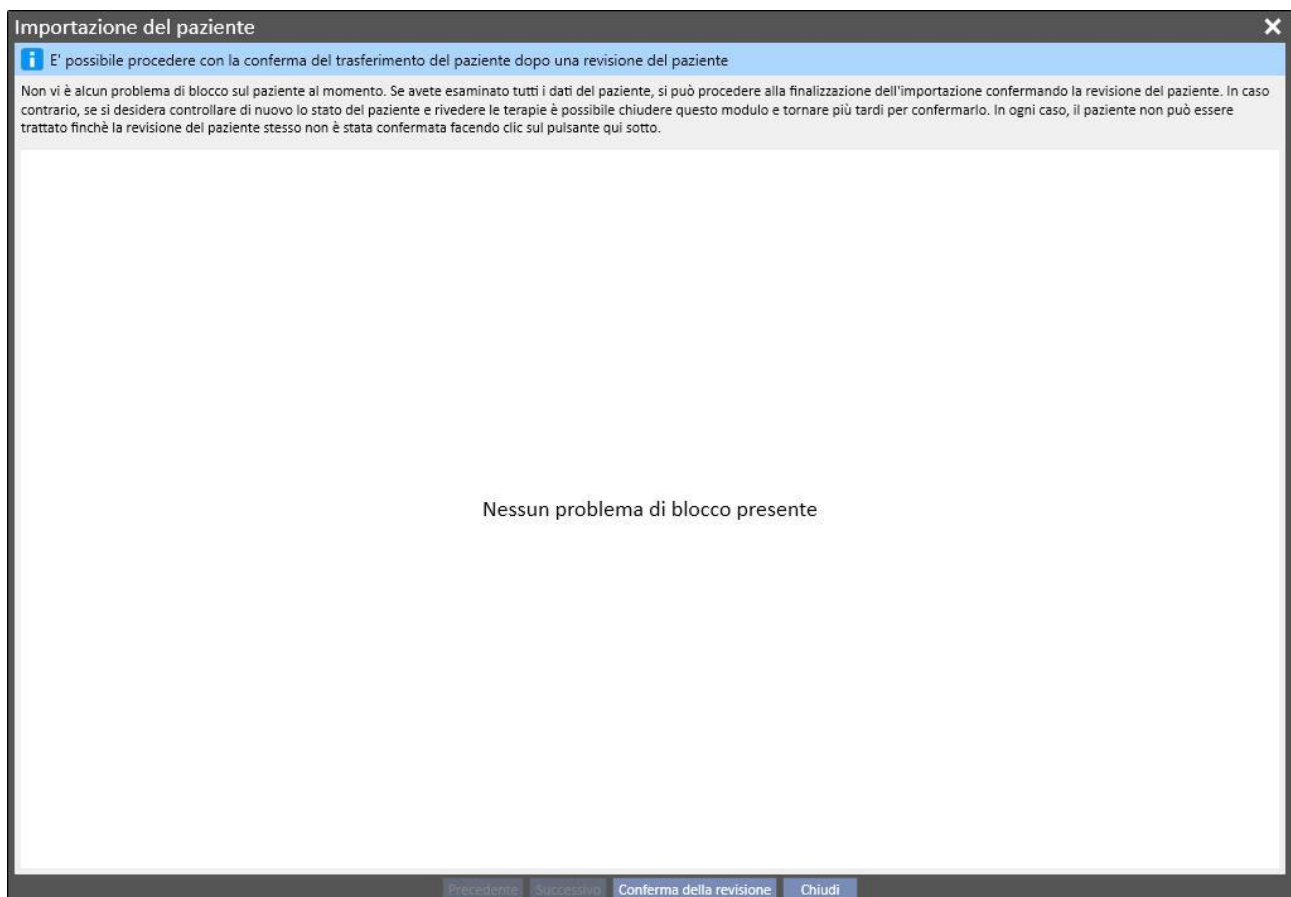 Importazione del paziente
E' possibile procedere con la conferma del trasferimento del paziente dopo una revisione del paziente
Non vi è alcun problema di blocco sul paziente al momento. Se avete esaminato tutti i dati del paziente, si può procedere alla finalizzazione dell'importazione confermando la revisione del paziente. In caso
contrario, se si desidera controllare di nuovo lo stato del paziente e rivedere le terapie è possibile chiudere questo modulo e tornare più tardi per confermarlo. In ogni caso, il paziente non può essere
trattato finchè la revisione del paziente stesso non è stata confermata facendo clic sul pulsante qui sotto.
Nessun problema di blocco presente
Precedente Successivo Conferma della revisione Chiudi